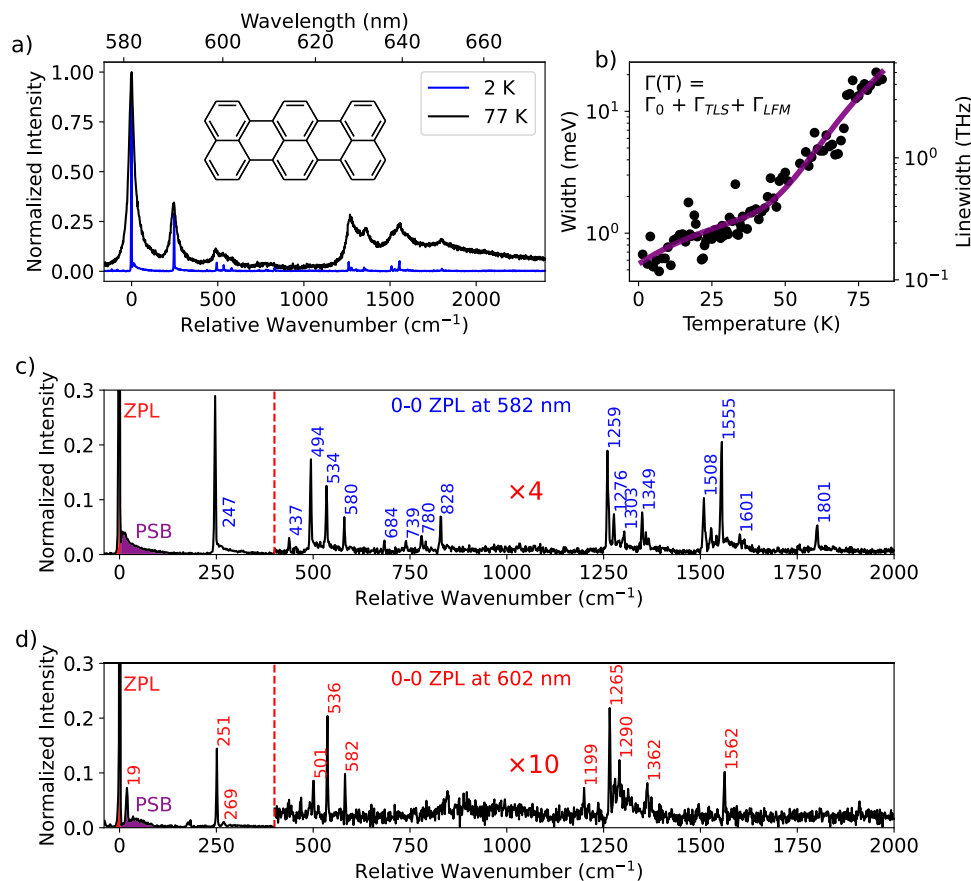 a)
Wavelength (nm)
580 600 620 640 660
Normalized Intensity
1.00
0.75
0.50
0.25
0.00
2 K
77 K
0 500 1000 1500 2000
Relative Wavenumber (cm⁻¹)
b)
Γ(T) =
Γ₀ + Γ_TLS + Γ_LFM
Width (meV)
10¹
10⁰
Linewidth (THz)
10⁰
10⁻¹
0 25 50 75
Temperature (K)
c)
Normalized Intensity
0.3
0.2
0.1
0.0
ZPL
PSB
0-0 ZPL at 582 nm
×4
247
437
494
534
580
684
739
780
828
1259
1276
1303
1349
1508
1555
1601
1801
0 250 500 750 1000 1250 1500 1750 2000
Relative Wavenumber (cm⁻¹)
d)
Normalized Intensity
0.3
0.2
0.1
0.0
ZPL
PSB
0-0 ZPL at 602 nm
×10
19
251
269
501
536
582
1199
1265
1290
1362
1562
0 250 500 750 1000 1250 1500 1750 2000
Relative Wavenumber (cm⁻¹)